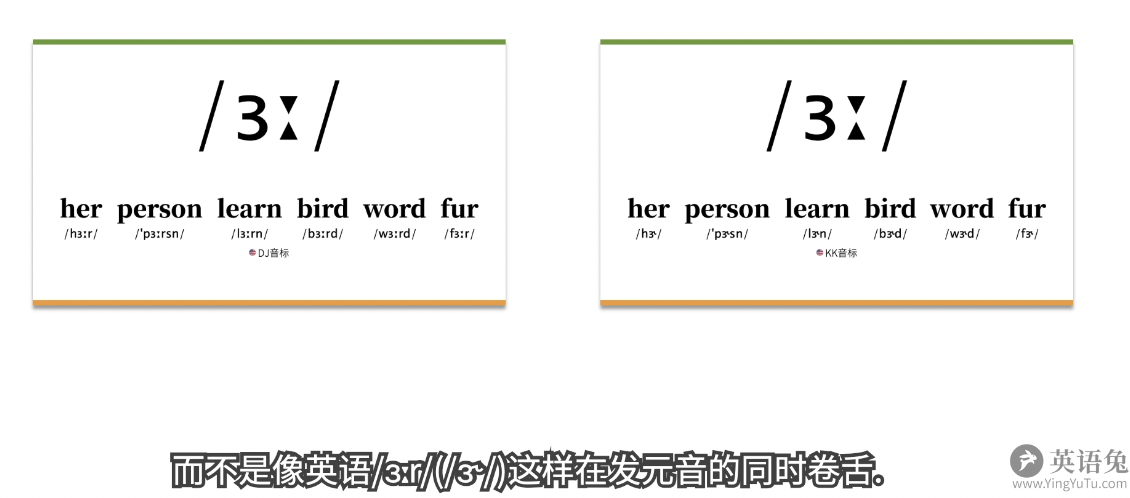 /ɜː/
her person learn bird word fur
/hɜːr/ /ˈpɜːrsn/ /lɜːrn/ /bɜːrd/ /wɜːrd/ /fɜːr/
DJ音标
/ɜː/
her person learn bird word fur
/hɝ/ /ˈpɝsn/ /lɝn/ /bɝd/ /wɝd/ /fɝ/
KK音标
而不是像英语/ɜːr/(/ɝ/)这样在发元音的同时卷舌。
英语兔
www.YingYuTu.com